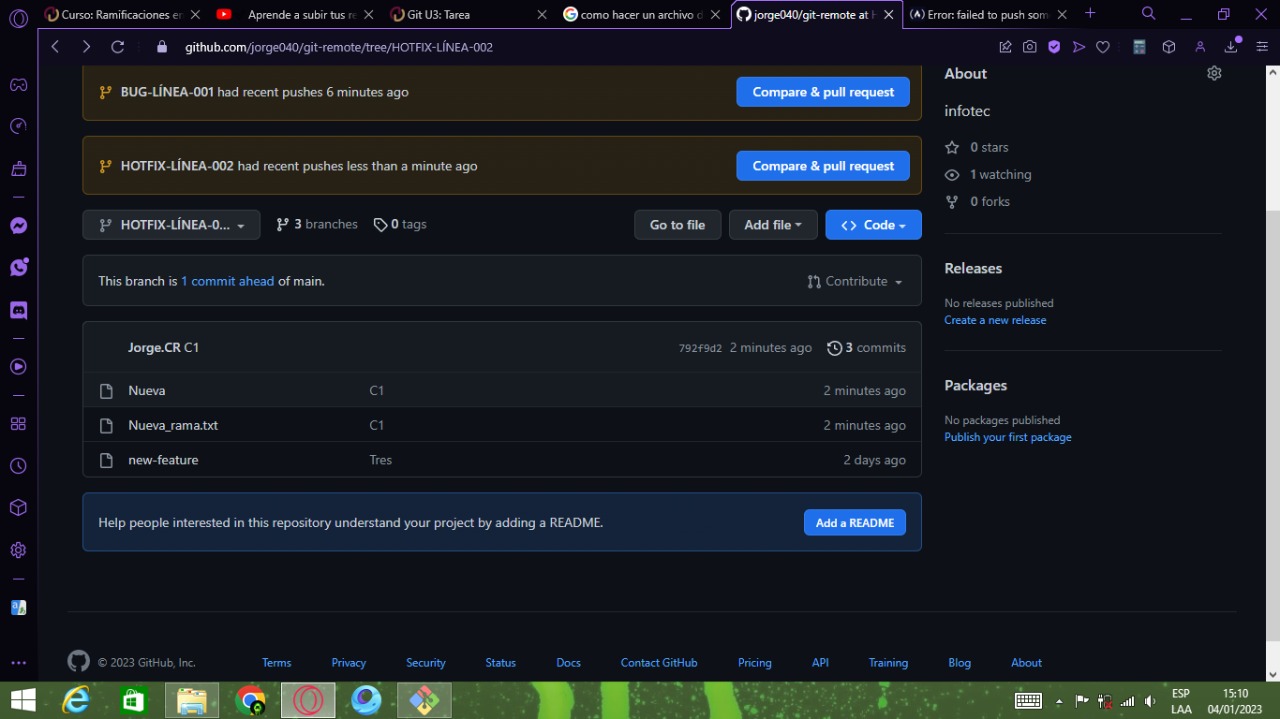 Curso: Ramificaciones en
Aprende a subir tus re
Git U3: Tarea
como hacer un archivo d
jorge040/git-remote at H
Error: failed to push som
github.com/jorge040/git-remote/tree/HOTFIX-LÍNEA-002
BUG-LÍNEA-001 had recent pushes 6 minutes ago
Compare & pull request
HOTFIX-LÍNEA-002 had recent pushes less than a minute ago
Compare & pull request
HOTFIX-LÍNEA-0...
3 branches
0 tags
Go to file
Add file
Code
This branch is 1 commit ahead of main.
Contribute
Jorge.CR C1
792f9d2 2 minutes ago
3 commits
Nueva C1 2 minutes ago
Nueva_rama.txt C1 2 minutes ago
new-feature Tres 2 days ago
Help people interested in this repository understand your project by adding a README.
Add a README
About
infotec
0 stars
1 watching
0 forks
Releases
No releases published
Create a new release
Packages
No packages published
Publish your first package
© 2023 GitHub, Inc.
Terms
Privacy
Security
Status
Docs
Contact GitHub
Pricing
API
Training
Blog
About
ESP
LAA
15:10
04/01/2023